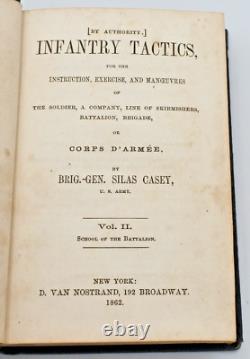 [BY AUTHORITY.]
INFANTRY TACTICS,
FOR THE
INSTRUCTION, EXERCISE, AND MANŒUVRES
OF
THE SOLDIER, A COMPANY, LINE OF SKIRMISHERS,
BATTALION, BRIGADE,
OR
CORPS D'ARMÉE.
BY
BRIG.-GEN. SILAS CASEY,
U. S. ARMY.
VOL. II.
SCHOOL OF THE BATTALION.
NEW YORK:
D. VAN NOSTRAND, 192 BROADWAY.
1862.
thumbimg.com